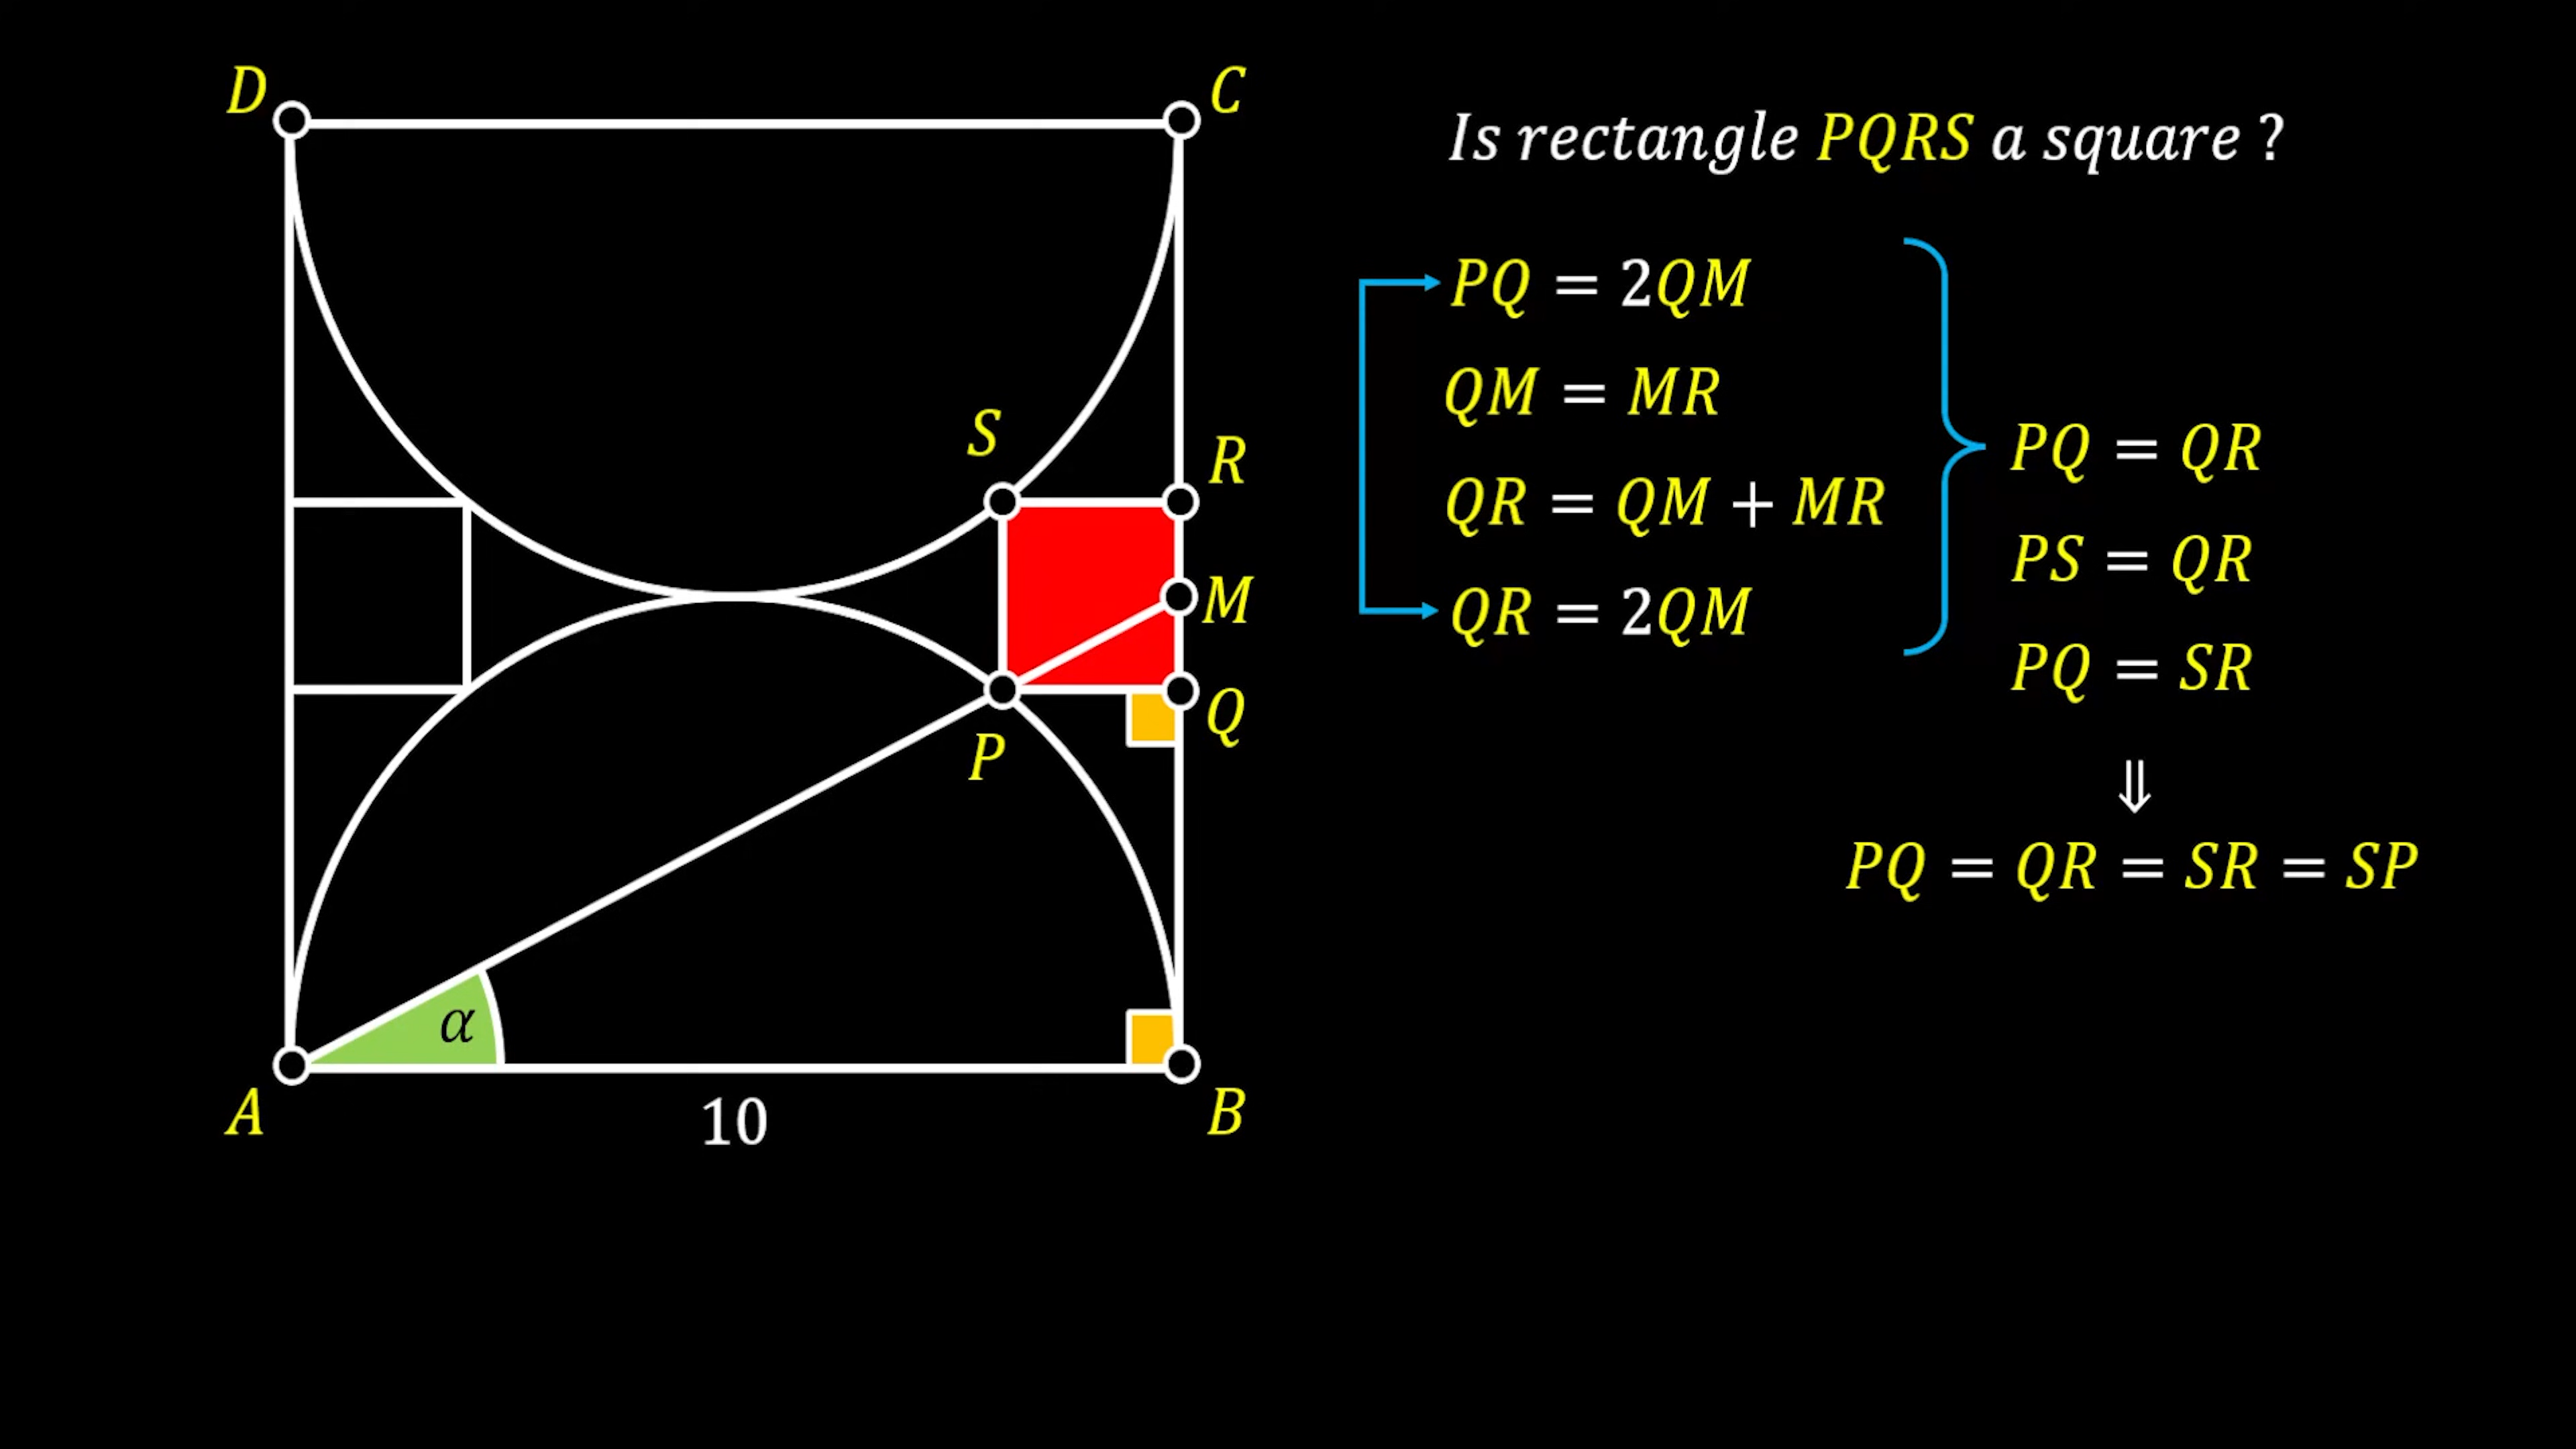 D
C
Is rectangle PQRS a square ?
PQ = 2QM
QM = MR
QR = QM + MR
QR = 2QM
PQ = QR
PS = QR
PQ = SR
⇓
PQ = QR = SR = SP
S
R
M
Q
P
α
A
10
B